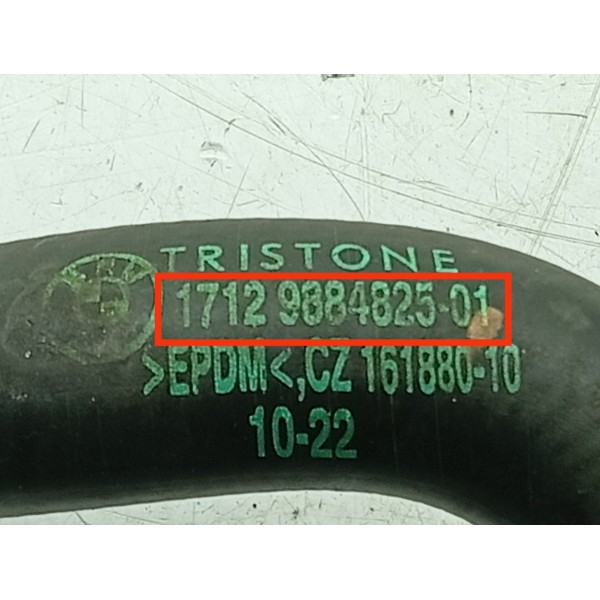 TRISTONE
1712 9884825-01
>EPDM<,CZ 161880-10
10-22